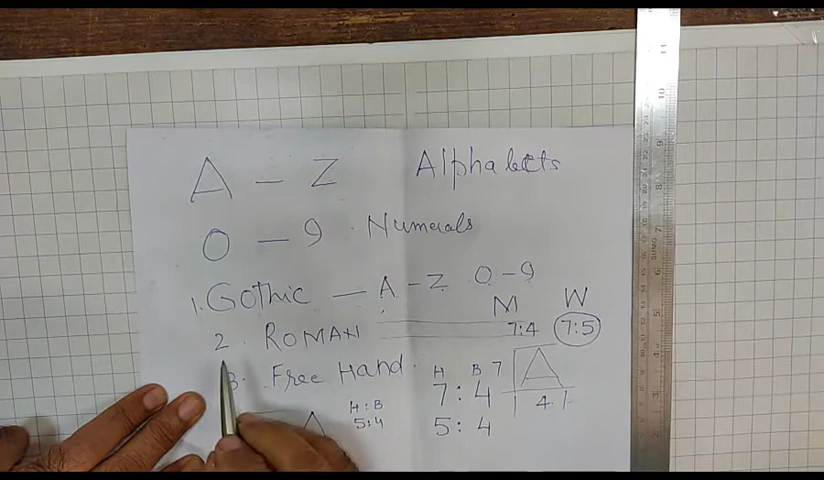 A - Z Alphabets
0 - 9 Numerals
1. Gothic - A - Z 0 - 9
M W
2. ROMAN 7:4 7:5
3. Free Hand. H B 7 A
7:4 | 4 |
H:B
5:4 5:4